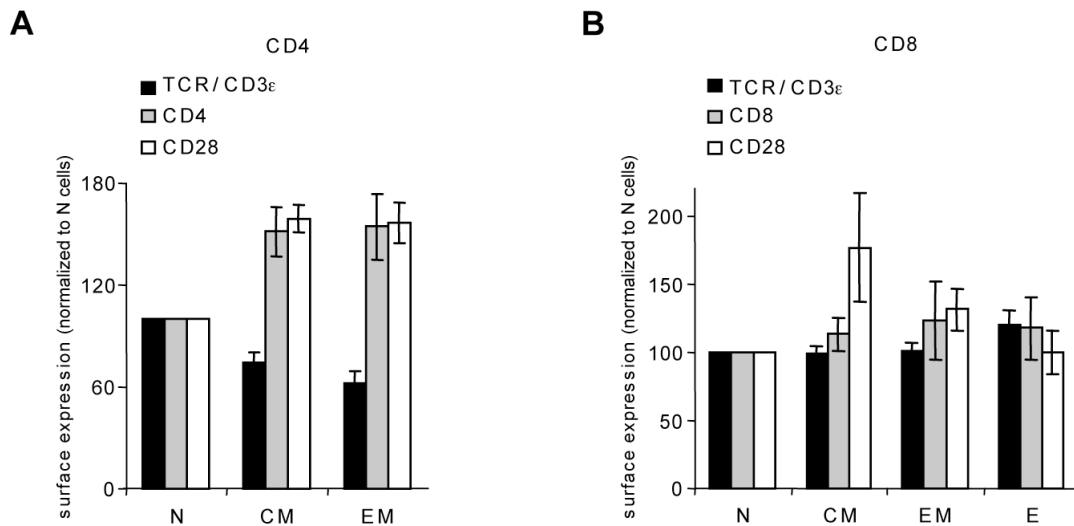 A
CD4
TCR/CD3ε
CD4
CD28
surface expression (normalized to N cells)
180
120
60
0
N CM EM
B
CD8
TCR/CD3ε
CD8
CD28
surface expression (normalized to N cells)
200
150
100
50
0
N CM EM E